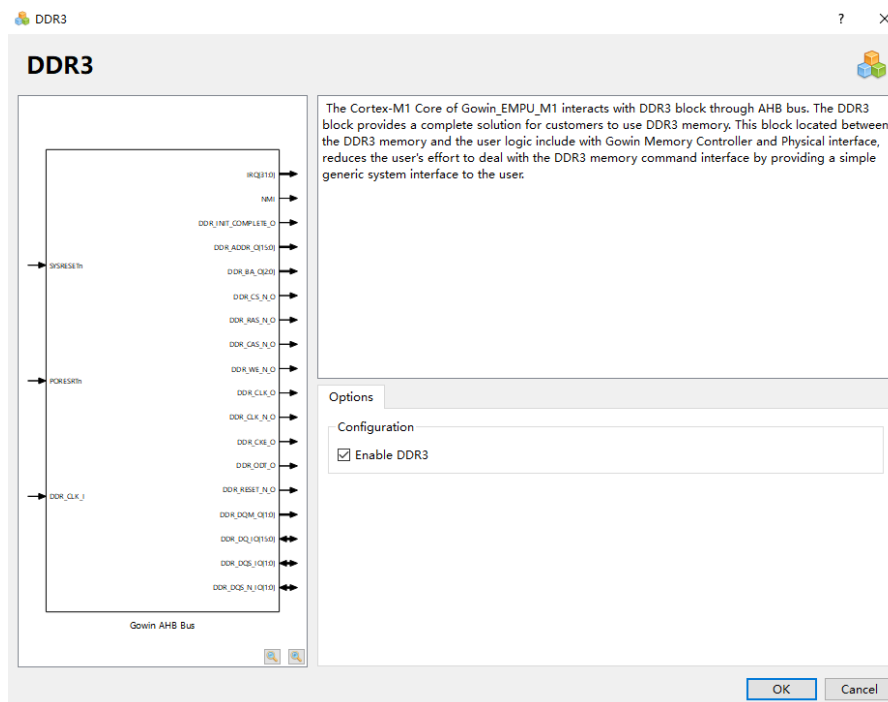 DDR3
?
DDR3
IRQ[31:0]
NMI
DDR_INIT_COMPLETE_O
DDR_ADDR_O[15:0]
DDR_BA_O[2:0]
DDR_CS_N_O
DDR_RAS_N_O
DDR_CAS_N_O
DDR_WE_N_O
DDR_CLK_O
DDR_CLK_N_O
DDR_CKE_O
DDR_ODT_O
DDR_RESET_N_O
DDR_DQM_O[1:0]
DDR_DQ_IO[15:0]
DDR_DQS_IO[1:0]
DDR_DQS_N_IO[1:0]
SYSRESETn
PORESRTn
DDR_CLK_I
Gowin AHB Bus
The Cortex-M1 Core of Gowin_EMPU_M1 interacts with DDR3 block through AHB bus. The DDR3
block provides a complete solution for customers to use DDR3 memory. This block located between
the DDR3 memory and the user logic include with Gowin Memory Controller and Physical interface,
reduces the user's effort to deal with the DDR3 memory command interface by providing a simple
generic system interface to the user.
Options
Configuration
Enable DDR3
OK
Cancel